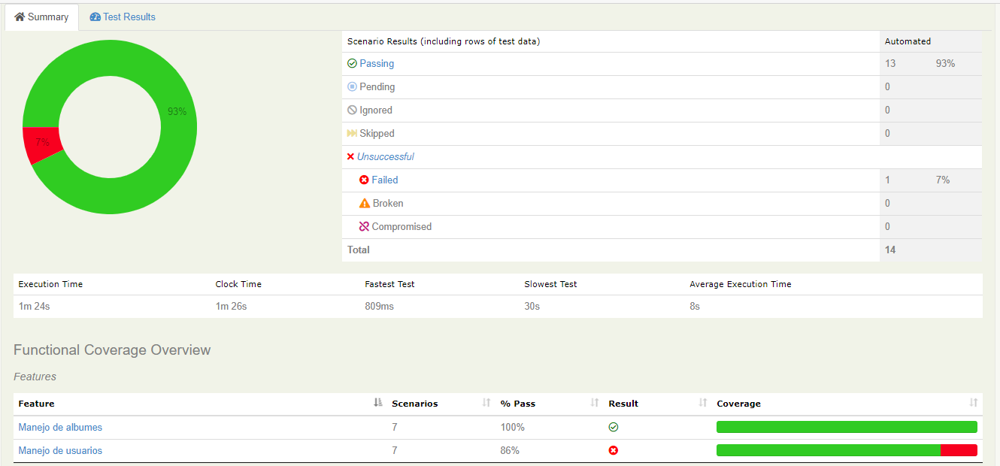 Summary
Test Results
93%
7%
Scenario Results (including rows of test data) Automated
Passing 13 93%
Pending 0
Ignored 0
Skipped 0
Unsuccessful
Failed 1 7%
Broken 0
Compromised 0
Total 14
Execution Time Clock Time Fastest Test Slowest Test Average Execution Time
1m 24s 1m 26s 809ms 30s 8s
Functional Coverage Overview
Features
Feature Scenarios % Pass Result Coverage
Manejo de albumes 7 100%
Manejo de usuarios 7 86%